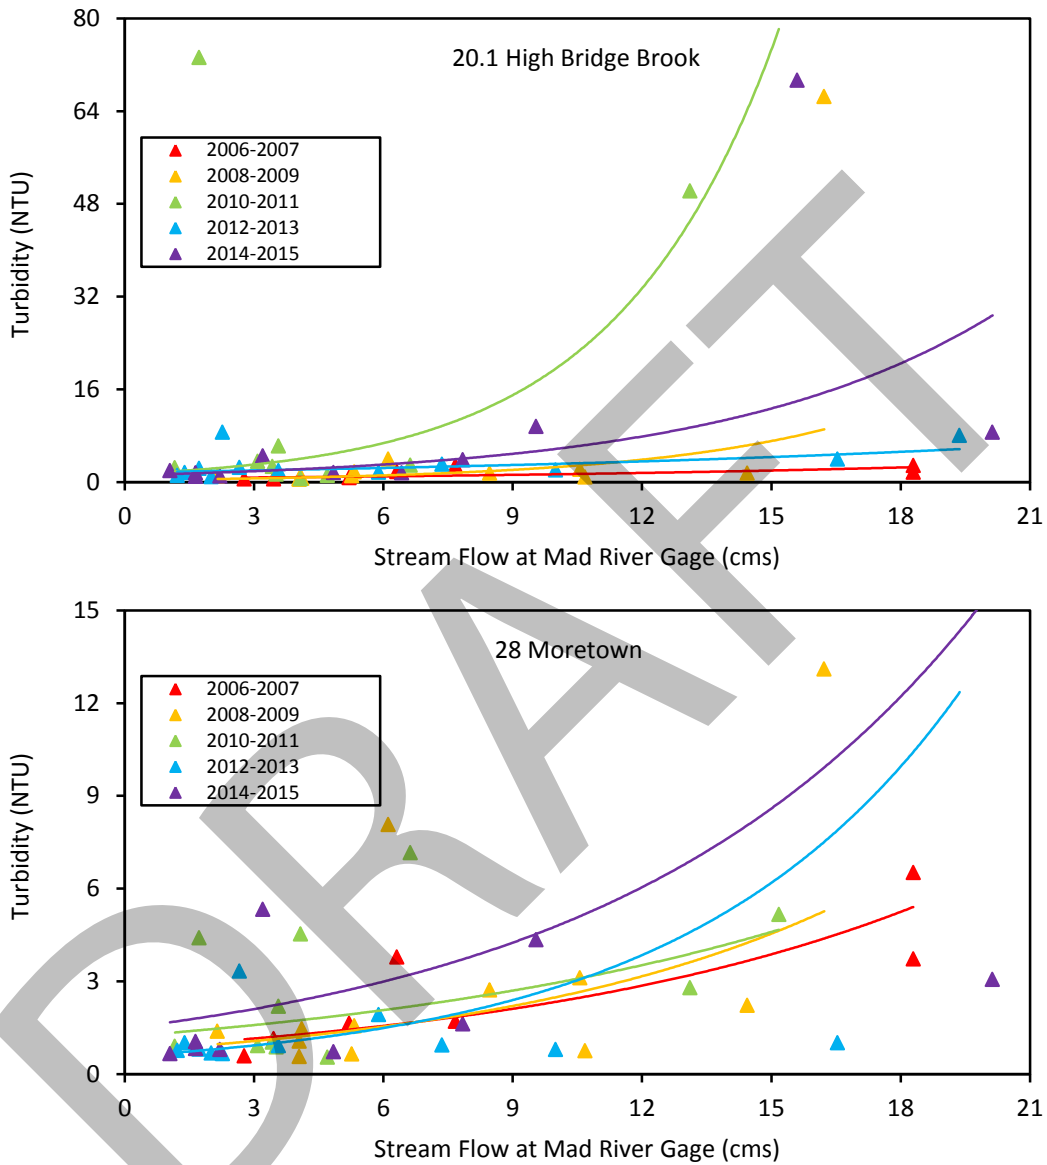 80
64
48
32
16
0
Turbidity (NTU)
20.1 High Bridge Brook
2006-2007
2008-2009
2010-2011
2012-2013
2014-2015
0 3 6 9 12 15 18 21
Stream Flow at Mad River Gage (cms)
15
12
9
6
3
0
Turbidity (NTU)
28 Moretown
2006-2007
2008-2009
2010-2011
2012-2013
2014-2015
0 3 6 9 12 15 18 21
Stream Flow at Mad River Gage (cms)
DRAFT